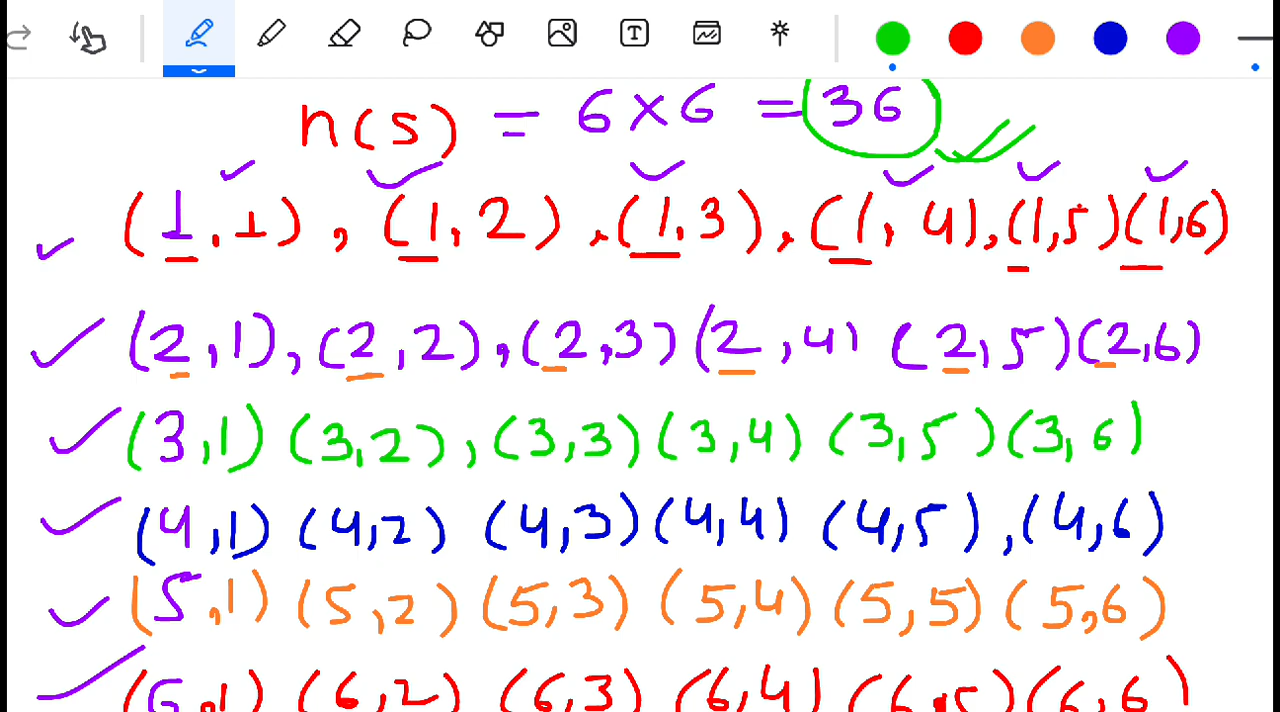 n(s) = 6 × 6 = 36
(1,1), (1,2), (1,3), (1,4), (1,5) (1,6)
(2,1), (2,2), (2,3) (2,4) (2,5) (2,6)
(3,1) (3,2), (3,3) (3,4) (3,5) (3,6)
(4,1) (4,2) (4,3) (4,4) (4,5), (4,6)
(5,1) (5,2) (5,3) (5,4) (5,5) (5,6)
(6,1) (6,2) (6,3) (6,4) (6,5) (6,6)